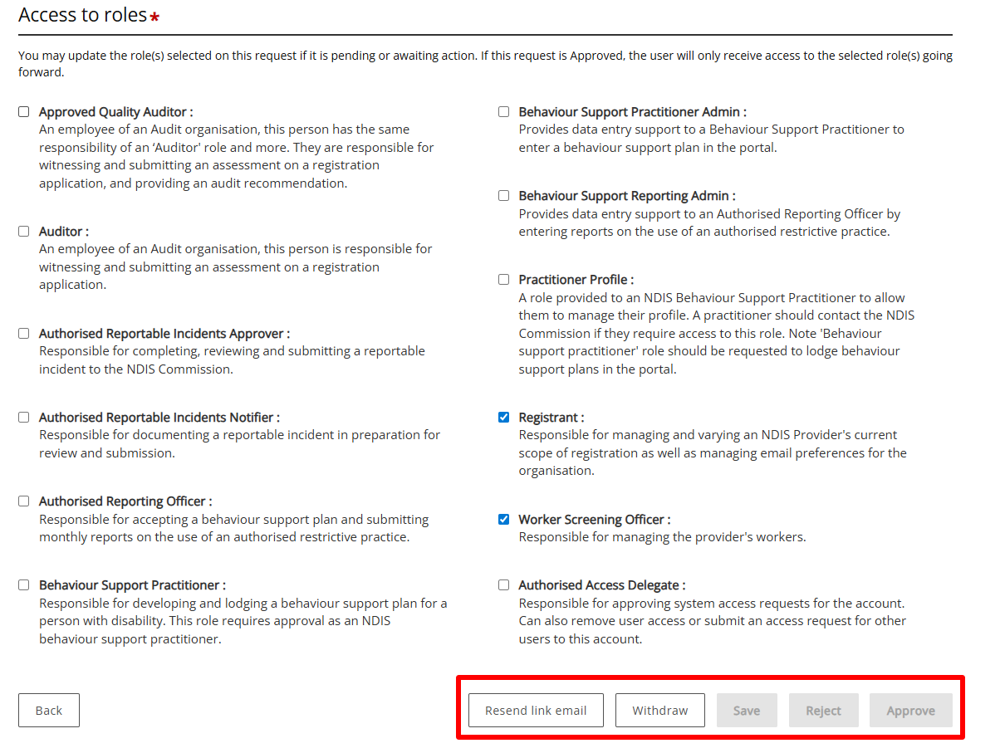 Access to roles*
You may update the role(s) selected on this request if it is pending or awaiting action. If this request is Approved, the user will only receive access to the selected role(s) going
forward.
Approved Quality Auditor :
An employee of an Audit organisation, this person has the same
responsibility of an ‘Auditor' role and more. They are responsible for
witnessing and submitting an assessment on a registration
application, and providing an audit recommendation.
Auditor :
An employee of an Audit organisation, this person is responsible for
witnessing and submitting an assessment on a registration
application.
Authorised Reportable Incidents Approver :
Responsible for completing, reviewing and submitting a reportable
incident to the NDIS Commission.
Authorised Reportable Incidents Notifier :
Responsible for documenting a reportable incident in preparation for
review and submission.
Authorised Reporting Officer :
Responsible for accepting a behaviour support plan and submitting
monthly reports on the use of an authorised restrictive practice.
Behaviour Support Practitioner :
Responsible for developing and lodging a behaviour support plan for a
person with disability. This role requires approval as an NDIS
behaviour support practitioner.
Behaviour Support Practitioner Admin :
Provides data entry support to a Behaviour Support Practitioner to
enter a behaviour support plan in the portal.
Behaviour Support Reporting Admin :
Provides data entry support to an Authorised Reporting Officer by
entering reports on the use of an authorised restrictive practice.
Practitioner Profile :
A role provided to an NDIS Behaviour Support Practitioner to allow
them to manage their profile. A practitioner should contact the NDIS
Commission if they require access to this role. Note 'Behaviour
support practitioner' role should be requested to lodge behaviour
support plans in the portal.
Registrant :
Responsible for managing and varying an NDIS Provider's current
scope of registration as well as managing email preferences for the
organisation.
Worker Screening Officer :
Responsible for managing the provider's workers.
Authorised Access Delegate :
Responsible for approving system access requests for the account.
Can also remove user access or submit an access request for other
users to this account.
Back
Resend link email
Withdraw
Save
Reject
Approve